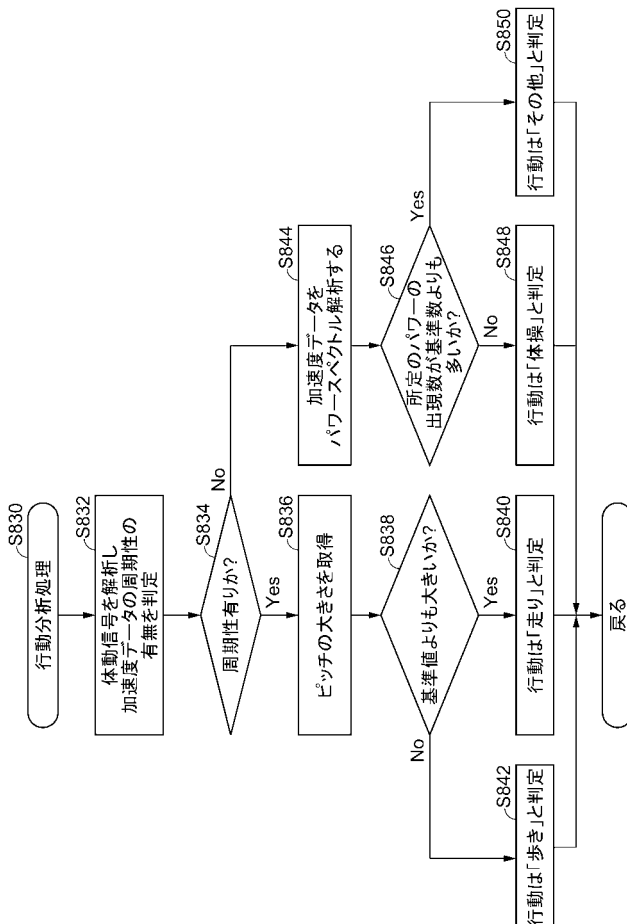 S830
行動分析処理
S832
体動信号を解析し
加速度データの周期性の
有無を判定
S834
周期性有りか?
No
Yes
S836
ピッチの大きさを取得
S838
基準値よりも大きいか?
No
Yes
S840
行動は「走り」と判定
S842
行動は「歩き」と判定
S844
加速度データを
パワースペクトル解析する
S846
所定のパワーの
出現数が基準数よりも
多いか?
Yes
No
S848
行動は「体操」と判定
S850
行動は「その他」と判定
戻る